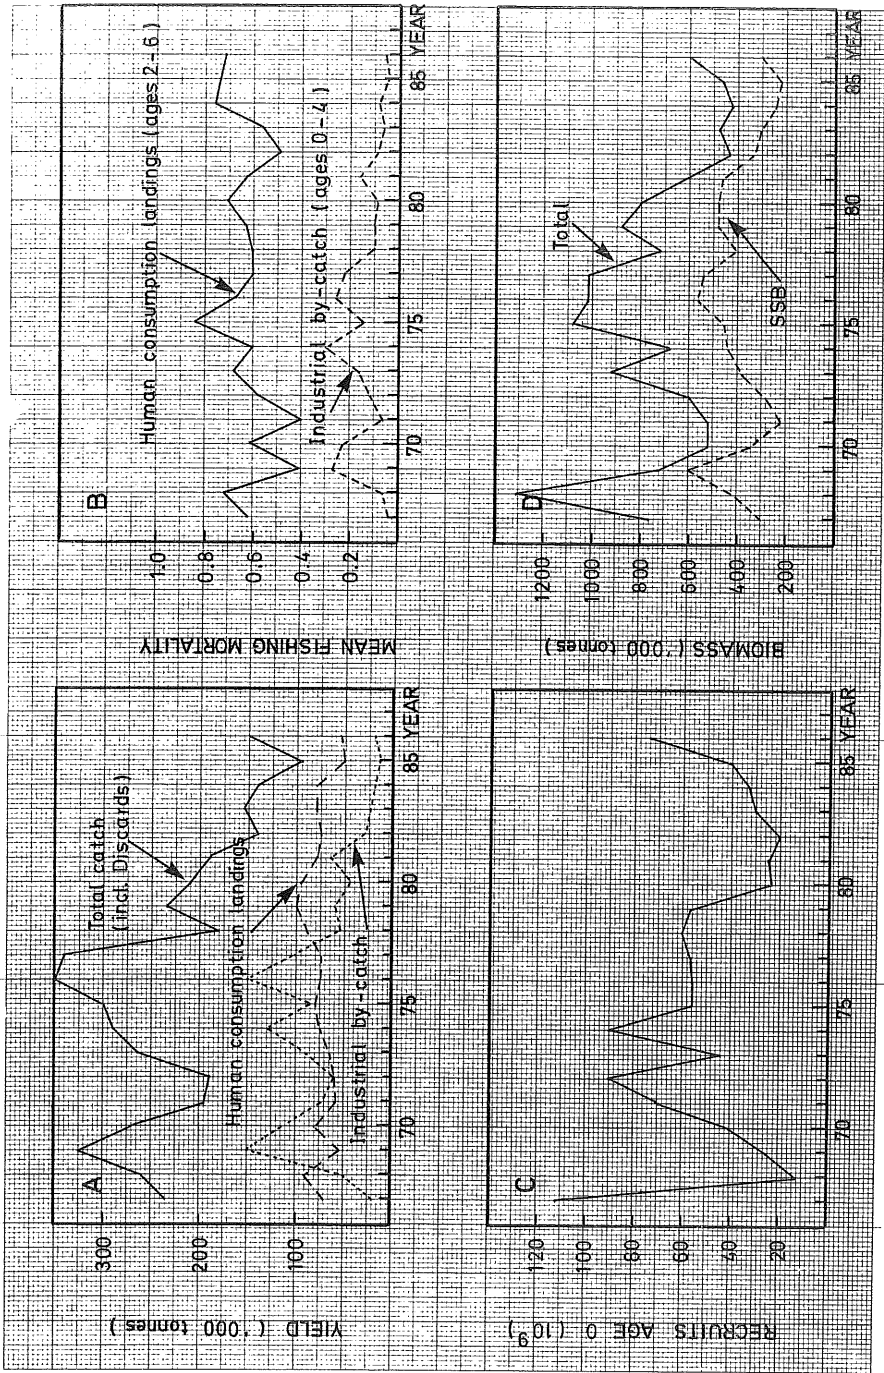 A
YIELD ('000 tonnes)
300
200
100
Total catch
(incl. Discards)
Human consumption landings
Industrial by-catch
70
75
80
85 YEAR
B
MEAN FISHING MORTALITY
1.0
0.8
0.6
0.4
0.2
Human consumption landings (ages 2-6)
Industrial by-catch (ages 0-4)
70
75
80
85 YEAR
C
RECRUITS AGE 0 (10⁹)
120
100
80
60
40
20
70
75
80
85 YEAR
D
BIOMASS ('000 tonnes)
1200
1000
800
600
400
200
Total
SSB
70
75
80
85 YEAR